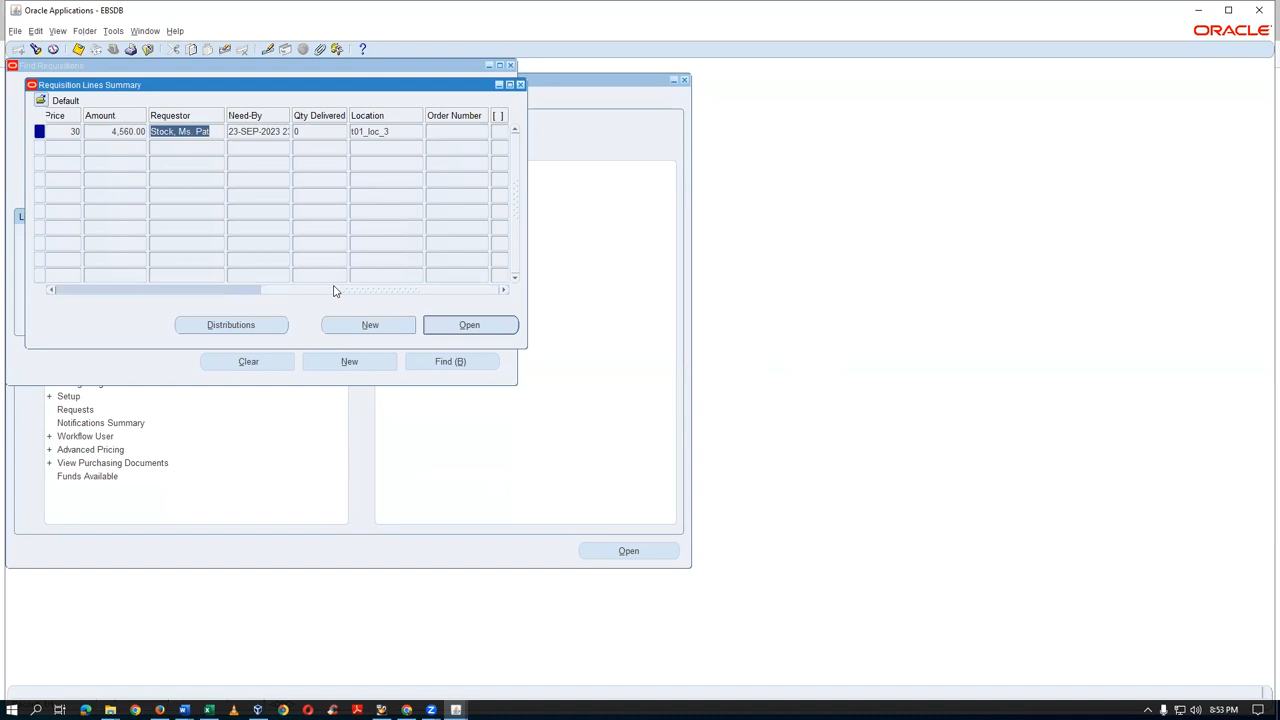 Oracle Applications - EBSDB
File Edit View Folder Tools Window Help
ORACLE
Find Requisitions
Requisition Lines Summary
Default
Price Amount Requestor Need-By Qty Delivered Location Order Number [ ]
30 4,560.00 Stock, Ms. Pat 23-SEP-2023 23 0 t01_loc_3
L
Distributions New Open
Clear New Find (B)
+ Setup
Requests
Notifications Summary
+ Workflow User
+ Advanced Pricing
+ View Purchasing Documents
Funds Available
Open
8:53 PM